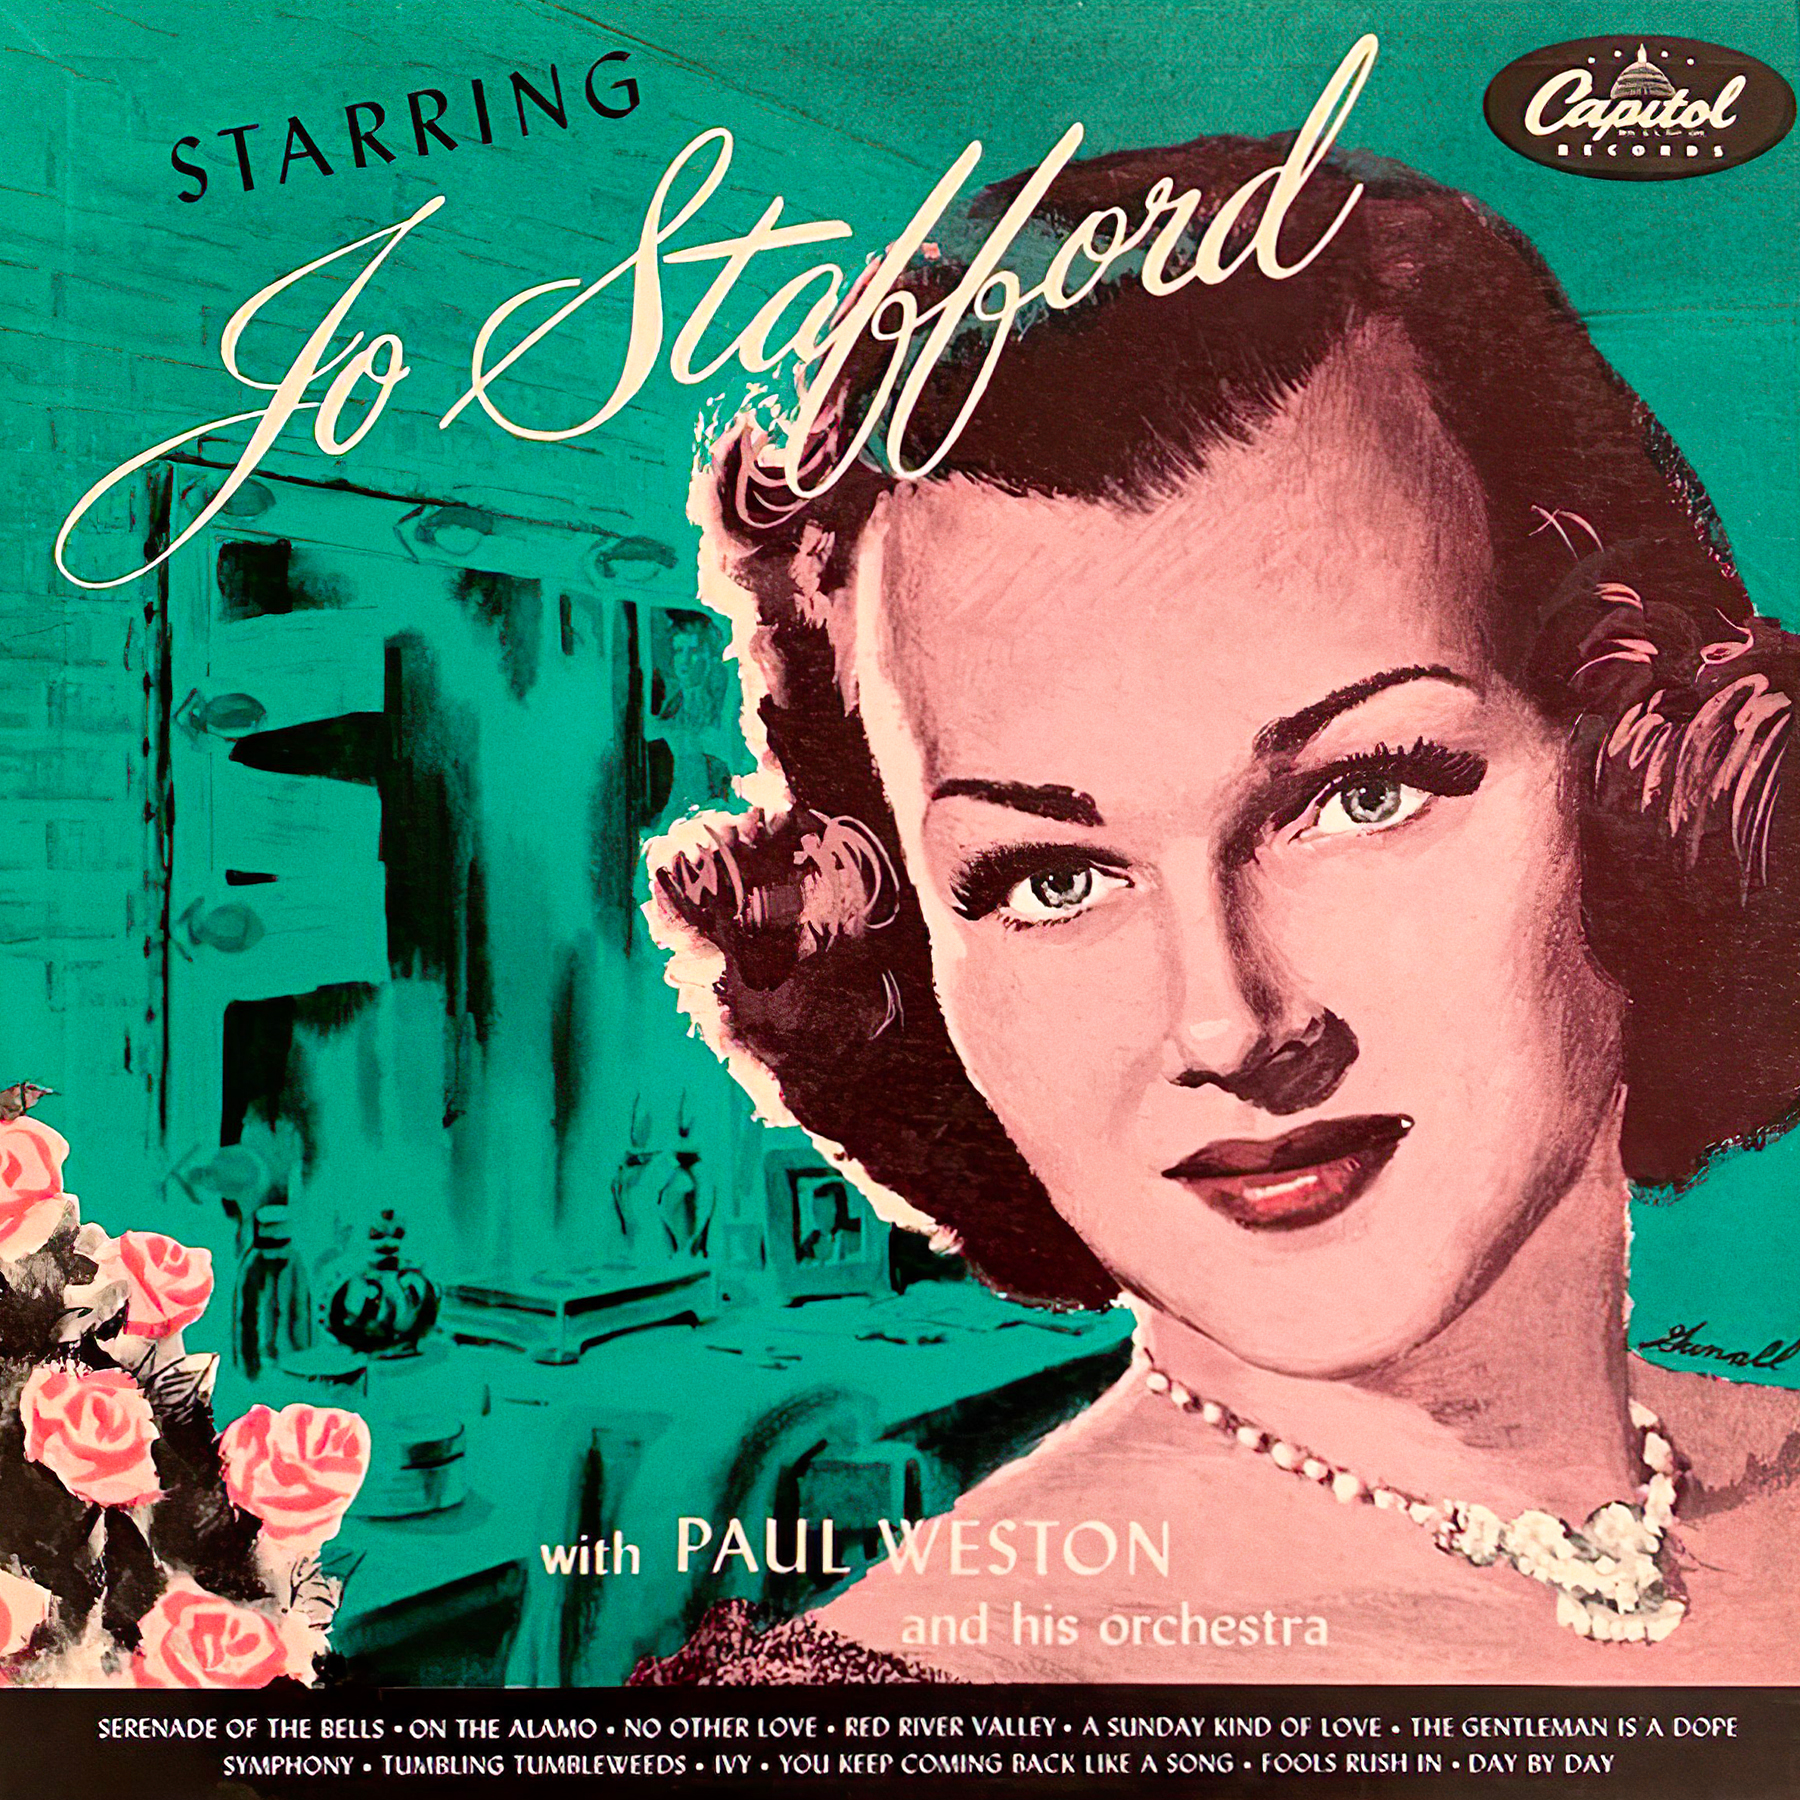 STARRING
Jo Stafford
Capitol
RECORDS
with PAUL WESTON
and his orchestra
SERENADE OF THE BELLS • ON THE ALAMO • NO OTHER LOVE • RED RIVER VALLEY • A SUNDAY KIND OF LOVE • THE GENTLEMAN IS A DOPE
SYMPHONY • TUMBLING TUMBLEWEEDS • IVY • YOU KEEP COMING BACK LIKE A SONG • FOOLS RUSH IN • DAY BY DAY